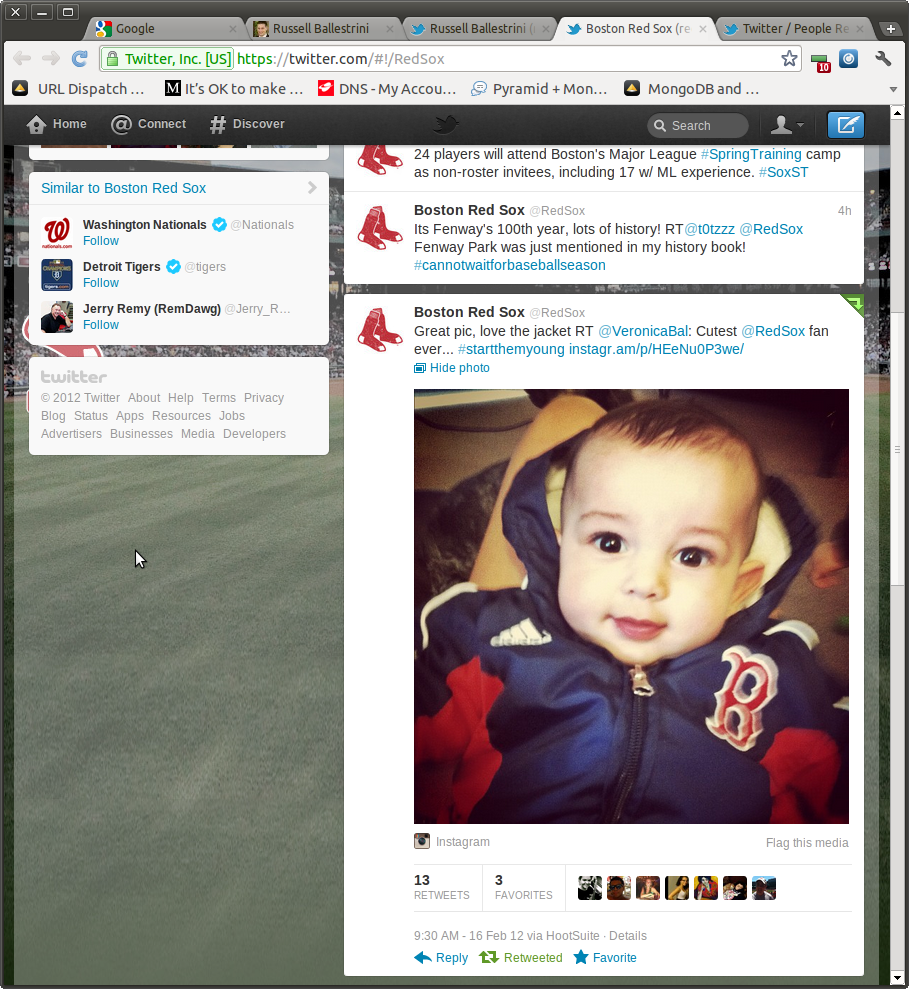 Google
Russell Ballestrini
Russell Ballestrini (
Boston Red Sox (re
Twitter / People Re
Twitter, Inc. [US] https://twitter.com/#!/RedSox
10
URL Dispatch ...
M It's OK to make ...
DNS - My Accou...
Pyramid + Mon...
MongoDB and ...
Home
Connect
Discover
Search
Similar to Boston Red Sox
Washington Nationals @Nationals
Follow
nationals.com
Detroit Tigers @tigers
Follow
Jerry Remy (RemDawg) @Jerry_R...
Follow
twitter
© 2012 Twitter About Help Terms Privacy
Blog Status Apps Resources Jobs
Advertisers Businesses Media Developers
24 players will attend Boston's Major League #SpringTraining camp
as non-roster invitees, including 17 w/ ML experience. #SoxST
Boston Red Sox @RedSox 4h
Its Fenway's 100th year, lots of history! RT@t0tzzz @RedSox
Fenway Park was just mentioned in my history book!
#cannotwaitforbaseballseason
Boston Red Sox @RedSox
Great pic, love the jacket RT @VeronicaBal: Cutest @RedSox fan
ever... #startthemyoung instagr.am/p/HEeNu0P3we/
Hide photo
B
Instagram
Flag this media
13
RETWEETS
3
FAVORITES
9:30 AM - 16 Feb 12 via HootSuite · Details
Reply Retweeted Favorite